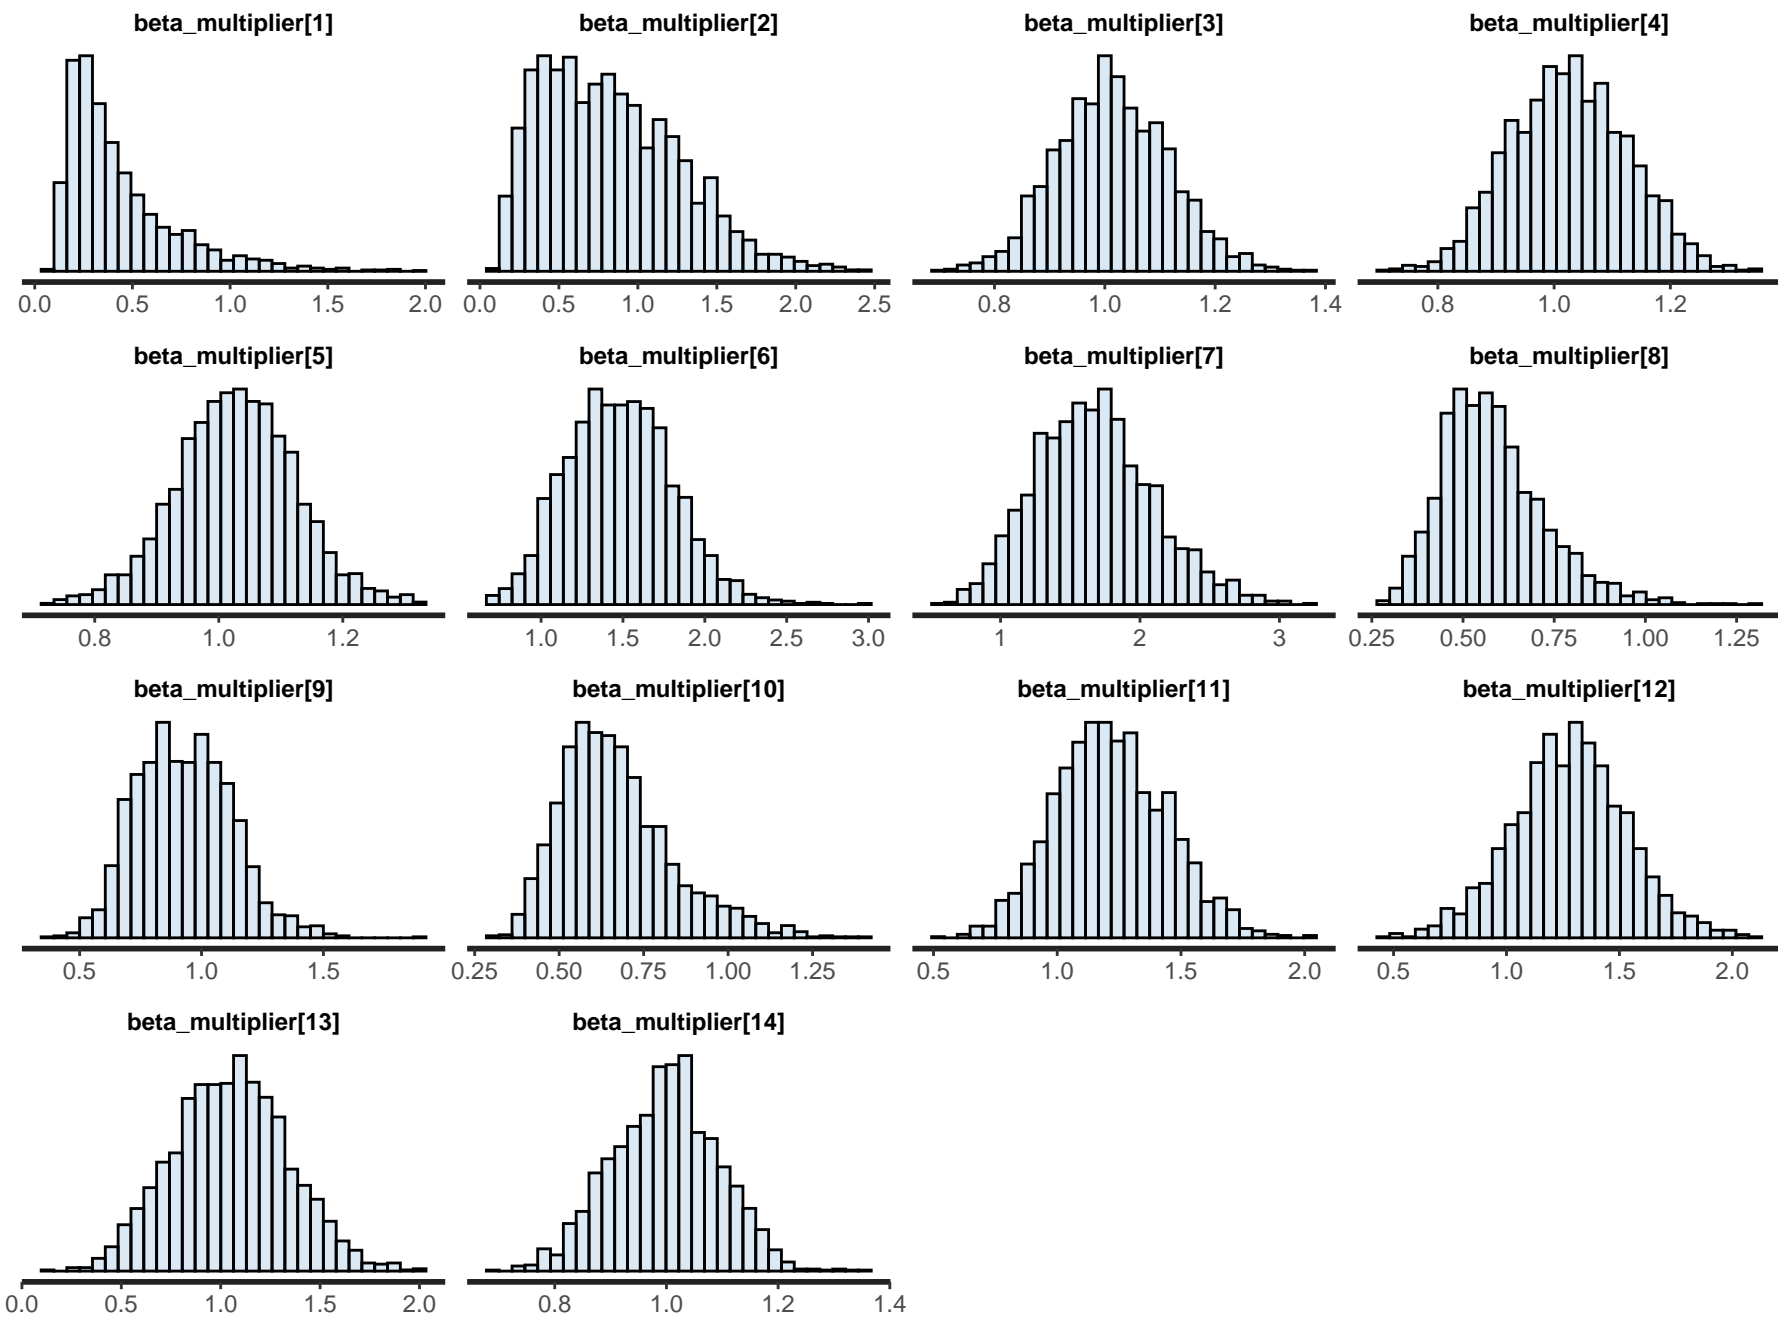 beta_multiplier[1] beta_multiplier[2] beta_multiplier[3] beta_multiplier[4]
0.0 0.5 1.0 1.5 2.0 0.0 0.5 1.0 1.5 2.0 2.5 0.8 1.0 1.2 1.4 0.8 1.0 1.2
beta_multiplier[5] beta_multiplier[6] beta_multiplier[7] beta_multiplier[8]
0.8 1.0 1.2 1.0 1.5 2.0 2.5 3.0 1 2 3 0.25 0.50 0.75 1.00 1.25
beta_multiplier[9] beta_multiplier[10] beta_multiplier[11] beta_multiplier[12]
0.5 1.0 1.5 0.25 0.50 0.75 1.00 1.25 0.5 1.0 1.5 2.0 0.5 1.0 1.5 2.0
beta_multiplier[13] beta_multiplier[14]
0.0 0.5 1.0 1.5 2.0 0.8 1.0 1.2 1.4